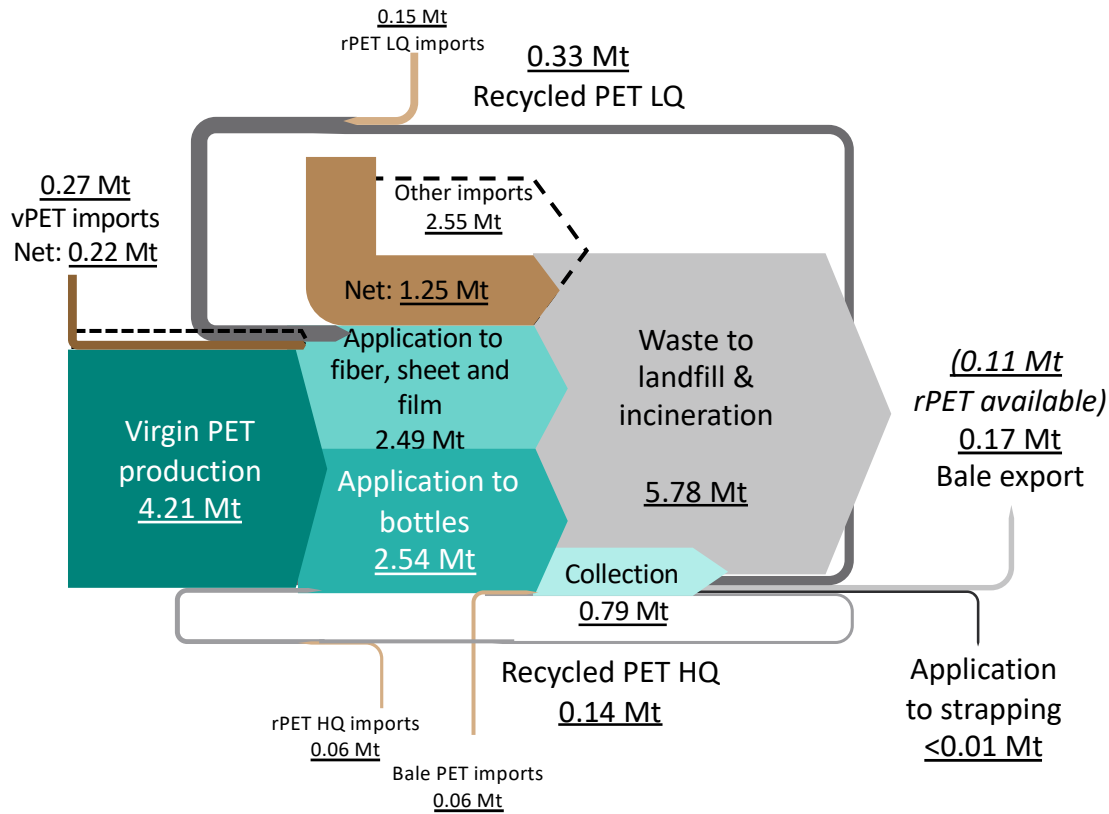 0.15 Mt
rPET LQ imports
0.33 Mt
Recycled PET LQ
0.27 Mt
vPET imports
Net: 0.22 Mt
Other imports
2.55 Mt
Net: 1.25 Mt
Application to
fiber, sheet and
film
2.49 Mt
Waste to
landfill &
incineration
5.78 Mt
Virgin PET
production
4.21 Mt
Application to
bottles
2.54 Mt
(0.11 Mt
rPET available)
0.17 Mt
Bale export
Collection
0.79 Mt
Recycled PET HQ
0.14 Mt
rPET HQ imports
0.06 Mt
Bale PET imports
0.06 Mt
Application
to strapping
<0.01 Mt